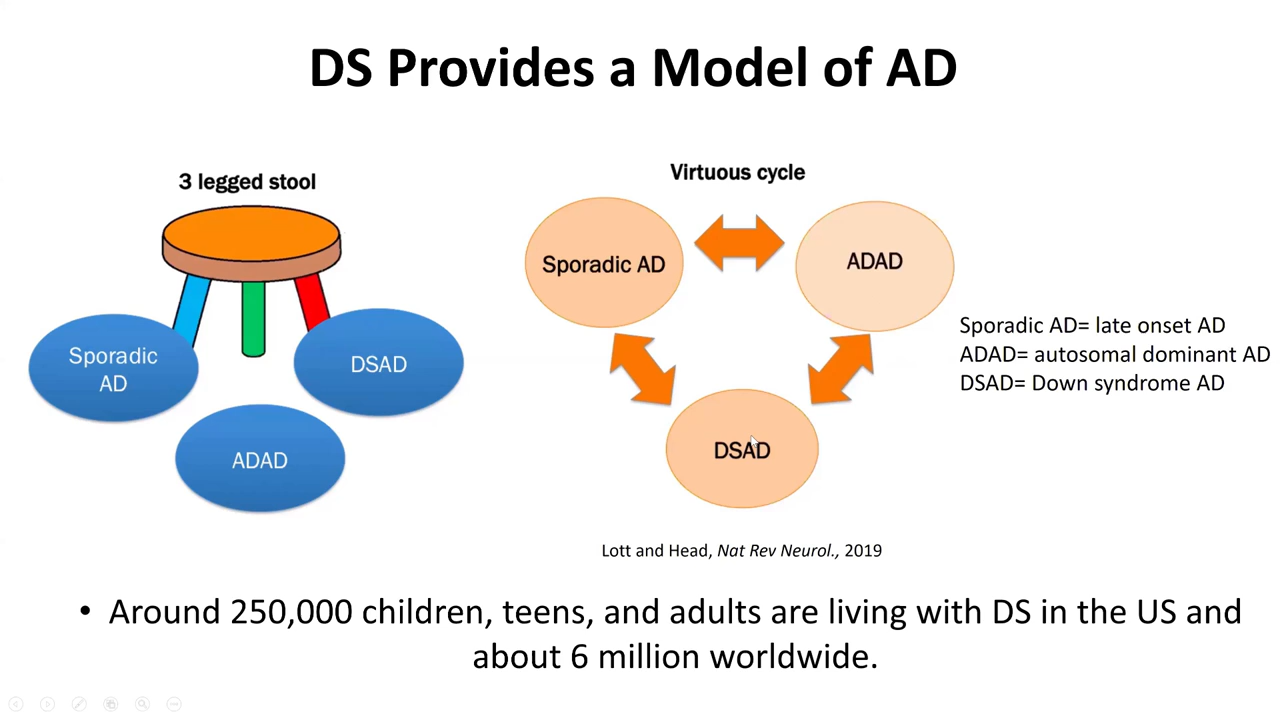 DS Provides a Model of AD
3 legged stool
Sporadic
AD
DSAD
ADAD
Virtuous cycle
Sporadic AD
ADAD
DSAD
Sporadic AD= late onset AD
ADAD= autosomal dominant AD
DSAD= Down syndrome AD
Lott and Head, Nat Rev Neurol., 2019
• Around 250,000 children, teens, and adults are living with DS in the US and
about 6 million worldwide.